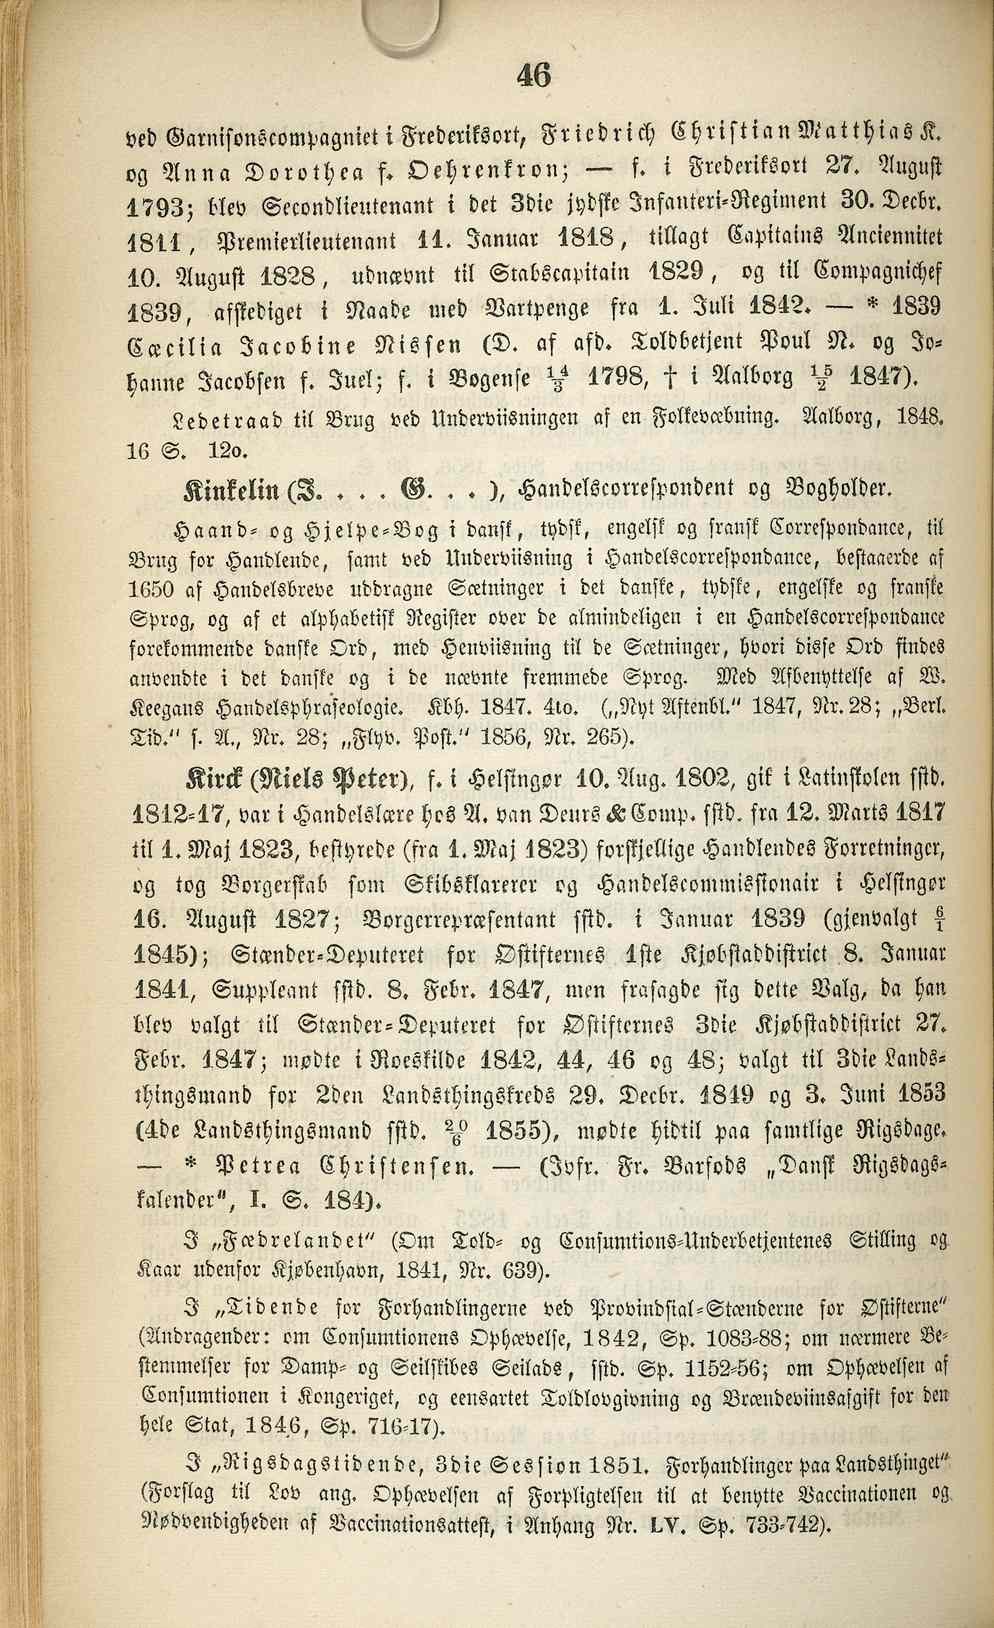 46
ved Garnisonscompagniet i Frederiksort, Friedrich Christian Matthias K.
og Anna Dorothea f. Oehrenkron; — f. i Frederiksort 27. August
1793; blev Secondlieutenant i det 3die jydske Infanteri-Regiment 30. Decbr.
1811, Premierlieutenant 11. Januar 1818, tillagt Capitains Anciennitet
10. August 1828, udnævnt til Stabscapitain 1829, og til Compagnichef
1839, afskediget i Naade med Vartpenge fra 1. Juli 1842. — * 1839
Cæcilia Jacobine Nissen (D. af afd. Toldbetjent Poul N. og Jo-
hanne Jacobsen f. Juel; f. i Bogense 14/3 1798, † i Aalborg 15/2 1847).
Ledetraad til Brug ved Underviisningen af en Folkevæbning. Aalborg, 1848.
16 S. 12o.
Kinkelin (J. . . . G. . . ), Handelscorrespondent og Bogholder.
Haand- og Hjelpe-Bog i dansk, tydsk, engelsk og fransk Correspondance, til
Brug for Handlende, samt ved Underviisning i Handelscorrespondance, bestaaerde af
1650 af Handelsbreve uddragne Sætninger i det danske, tydske, engelske og franske
Sprog, og af et alphabetisk Register over de almindeligen i en Handelscorrespondance
forekommende danske Ord, med Henviisning til de Sætninger, hvori disse Ord findes
anvendte i det danske og i de nævnte fremmede Sprog. Med Afbenyttelse af W.
Keegans Handelsphraseologie. Kbh. 1847. 4to. („Nyt Aftenbl." 1847, Nr. 28; „Berl.
Tid." s. A., Nr. 28; „Flyv. Post." 1856, Nr. 265).
Kirck (Niels Peter), f. i Helsingør 10. Aug. 1802, gik i Latinskolen sstd.
1812-17, var i Handelslære hos A. van Deurs & Comp. sstd. fra 12. Marts 1817
til 1. Maj 1823, bestyrede (fra 1. Maj 1823) forskjellige Handlendes Forretninger,
og tog Borgerskab som Skibsklarerer og Handelscommissionair i Helsingør
16. August 1827; Borgerrepræsentant sstd. i Januar 1839 (gjenvalgt 6/1
1845); Stænder-Deputeret for Østifternes 1ste Kjøbstaddistrict 8. Januar
1841, Suppleant sstd. 8. Febr. 1847, men frasagde sig dette Valg, da han
blev valgt til Stænder-Deputeret for Østifternes 3die Kjøbstaddistrict 27.
Febr. 1847; mødte i Roeskilde 1842, 44, 46 og 48; valgt til 3die Lands-
thingsmand for 2den Landsthingskreds 29. Decbr. 1849 og 3. Juni 1853
(4de Landsthingsmand sstd. 20/6 1855), mødte hidtil paa samtlige Rigsdage.
— * Petrea Christensen. — (Jvfr. Fr. Barfods „Dansk Rigsdags-
kalender", I. S. 184).
I „Fædrelandet" (Om Told- og Consumtions-Underbetjentenes Stilling og
Kaar udenfor Kjøbenhavn, 1841, Nr. 639).
I „Tidende for Forhandlingerne ved Provindsial-Stænderne for Østifterne"
(Andragender: om Consumtionens Ophævelse, 1842, Sp. 1083-88; om nærmere Be-
stemmelser for Damp- og Seilskibes Seilads, sstd. Sp. 1152-56; om Ophævelsen af
Consumtionen i Kongeriget, og eensartet Toldlovgivning og Brændeviinsafgift for den
hele Stat, 1846, Sp. 716-17).
I „Rigsdagstidende, 3die Session 1851. Forhandlinger paa Landsthinget"
(Forslag til Lov ang. Ophævelsen af Forpligtelsen til at benytte Vaccinationen og
Nødvendigheden af Vaccinationsattest, i Anhang Nr. LV. Sp. 733-742).